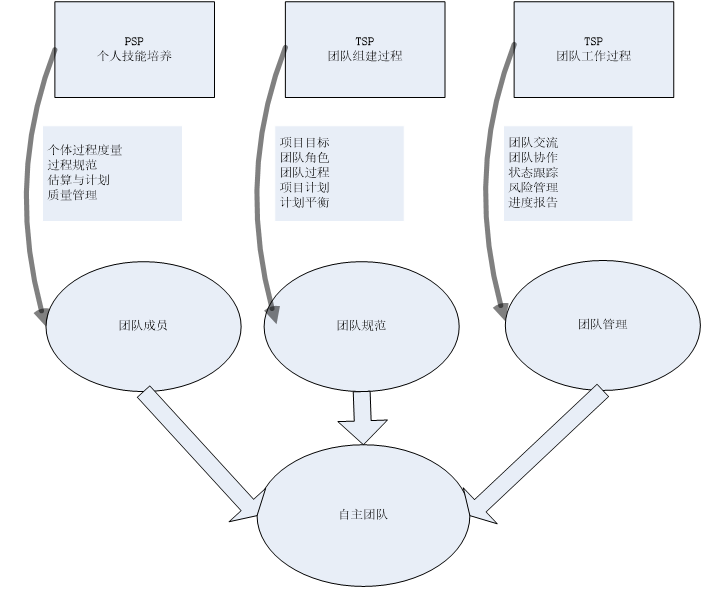 PSP
个人技能培养
TSP
团队组建过程
TSP
团队工作过程
个体过程度量
过程规范
估算与计划
质量管理
项目目标
团队角色
团队过程
项目计划
计划平衡
团队交流
团队协作
状态跟踪
风险管理
进度报告
团队成员
团队规范
团队管理
自主团队